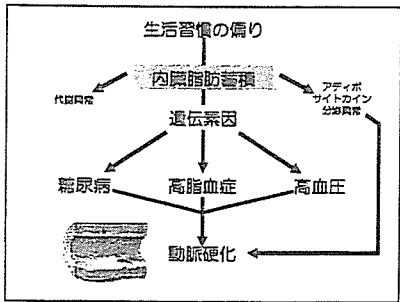 生活習慣の偏り
内臓脂肪蓄積
代謝異常
アディポ
サイトカイン
分泌異常
遺伝素因
糖尿病
高脂血症
高血圧
動脈硬化